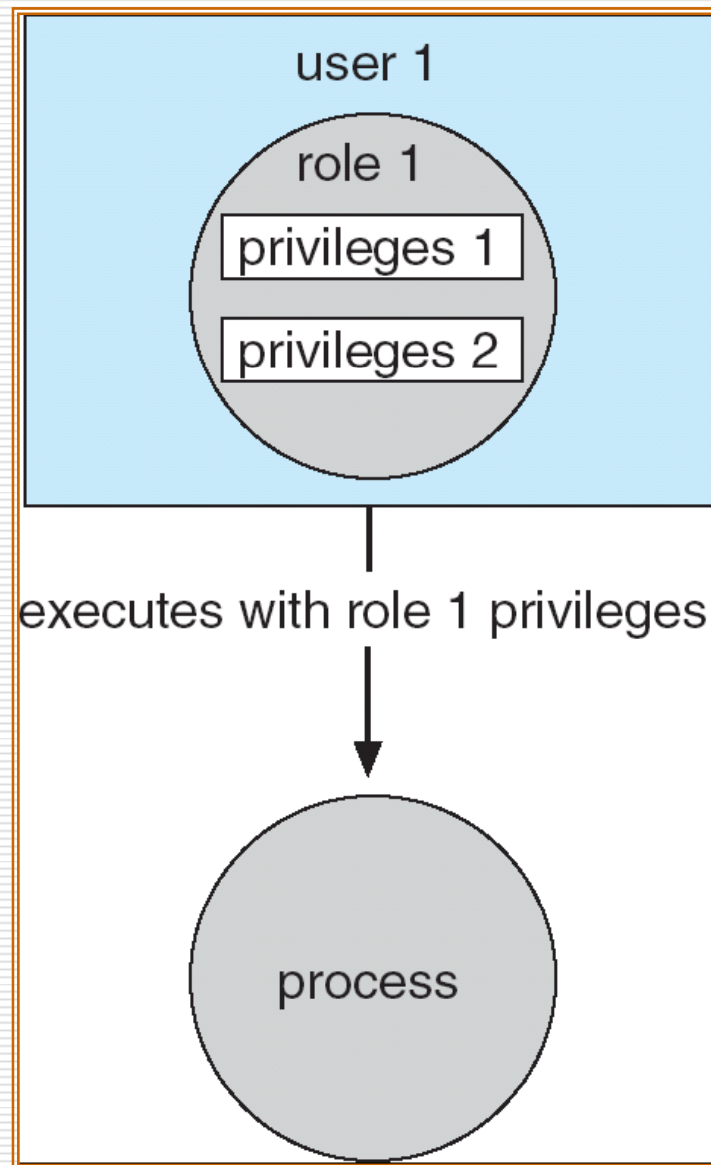 user 1
role 1
privileges 1
privileges 2
executes with role 1 privileges
process